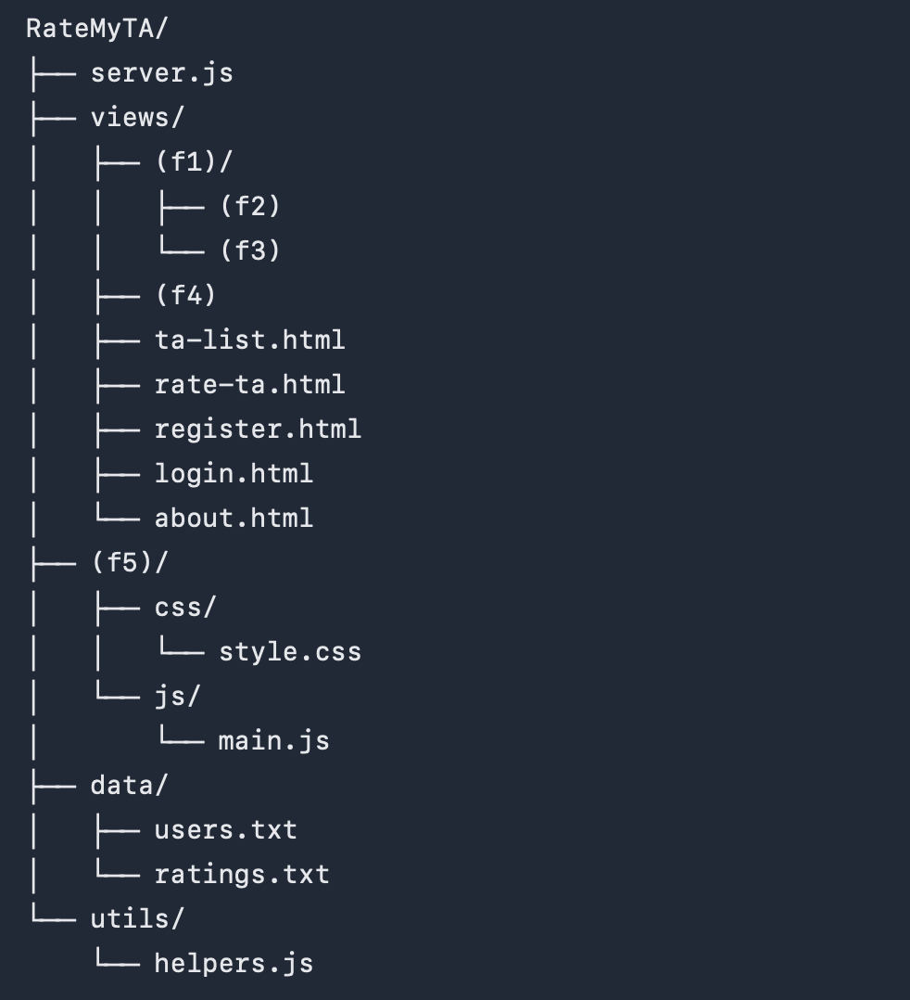 RateMyTA/
├── server.js
├── views/
│   ├── (f1)/
│   │   ├── (f2)
│   │   └── (f3)
│   ├── (f4)
│   ├── ta-list.html
│   ├── rate-ta.html
│   ├── register.html
│   ├── login.html
│   └── about.html
├── (f5)/
│   ├── css/
│   │   └── style.css
│   └── js/
│       └── main.js
├── data/
│   ├── users.txt
│   └── ratings.txt
└── utils/
    └── helpers.js